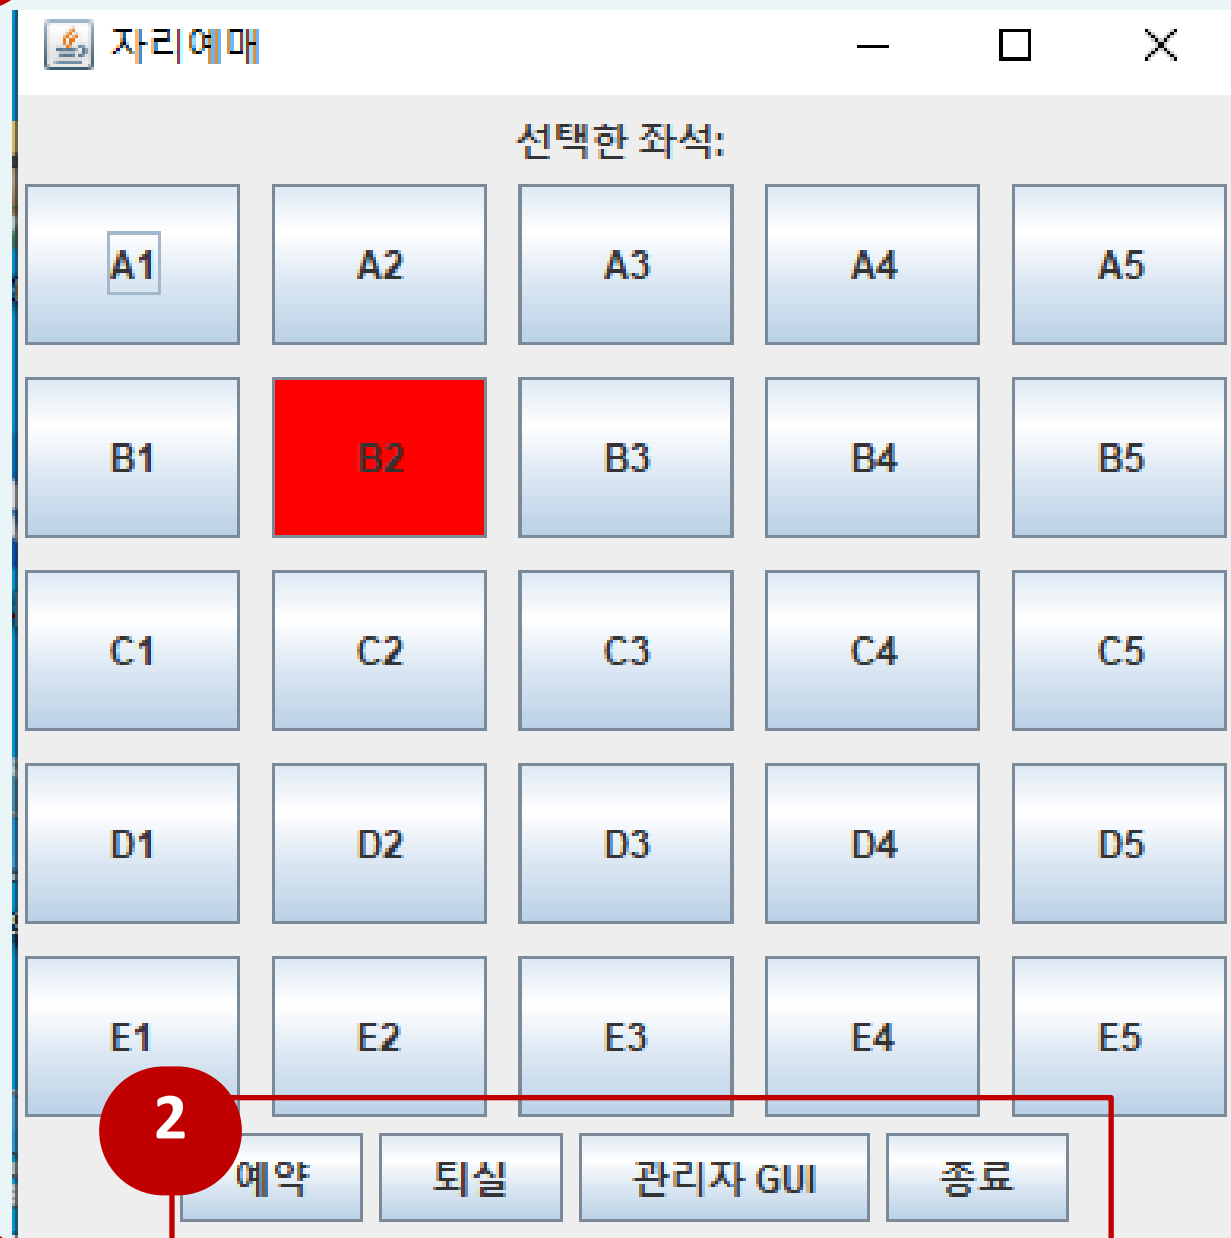 자리예매
선택한 좌석:
A1 A2 A3 A4 A5
B1 B2 B3 B4 B5
C1 C2 C3 C4 C5
D1 D2 D3 D4 D5
E1 E2 E3 E4 E5
2
예약 퇴실 관리자 GUI 종료